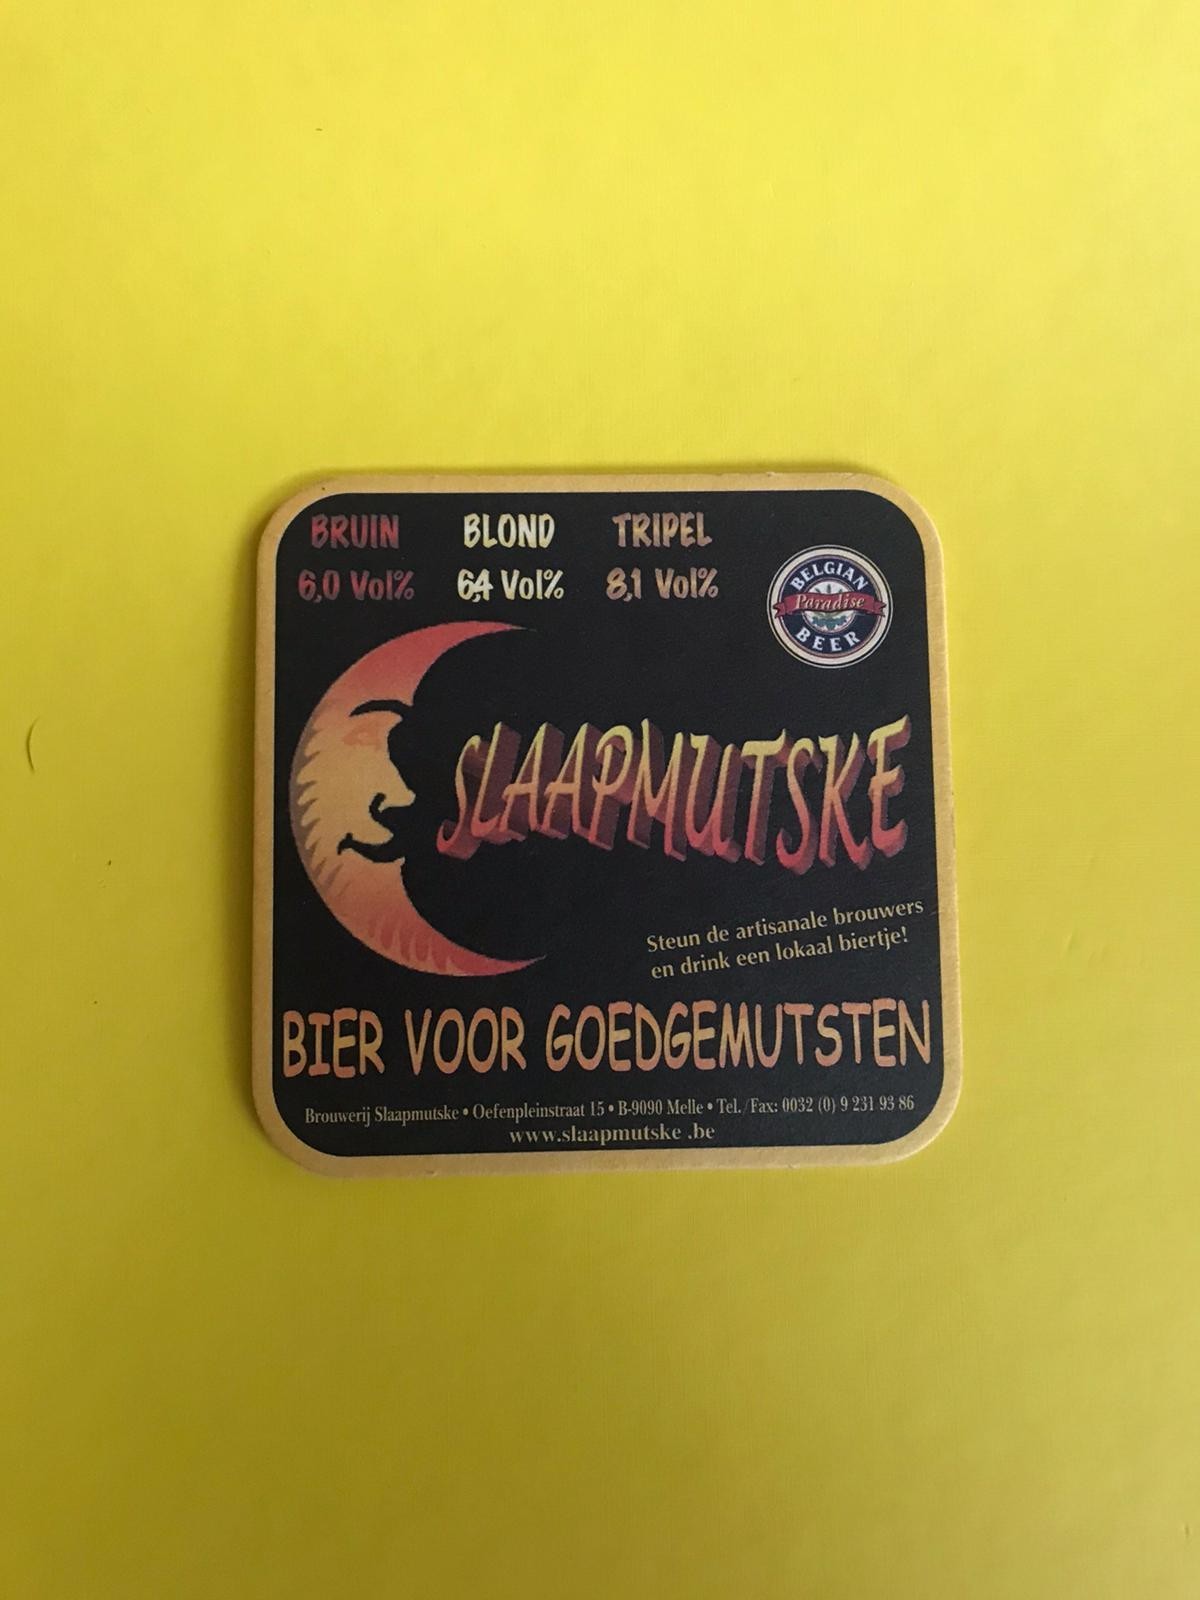 BRUIN BLOND TRIPEL
6,0 Vol% 6,4 Vol% 8,1 Vol%
BELGIAN
Paradise
BEER
SLAAPMUTSKE
Steun de artisanale brouwers
en drink een lokaal biertje!
BIER VOOR GOEDGEMUTSTEN
Brouwerij Slaapmutske • Oefenpleinstraat 15 • B-9090 Melle • Tel./Fax: 0032 (0) 9 231 93 86
www.slaapmutske .be